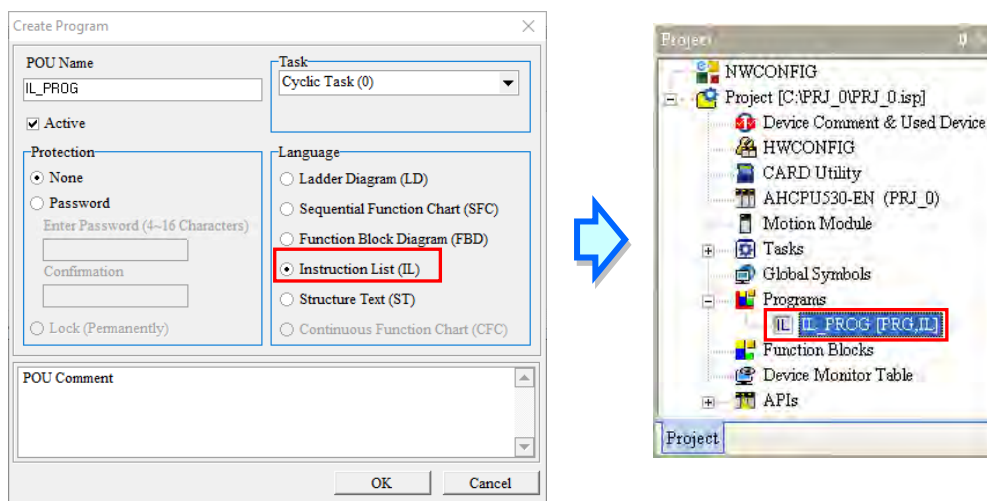 Create Program
POU Name
IL_PROG
Active
Protection
None
Password
Enter Password (4~16 Characters)
Confirmation
Lock (Permanently)
Task
Cyclic Task (0)
Language
Ladder Diagram (LD)
Sequential Function Chart (SFC)
Function Block Diagram (FBD)
Instruction List (IL)
Structure Text (ST)
Continuous Function Chart (CFC)
POU Comment
OK
Cancel
Project
NWCONFIG
Project [C:\PRJ_0\PRJ_0.isp]
Device Comment & Used Device
HWCONFIG
CARD Utility
AHCPU530-EN (PRJ_0)
Motion Module
Tasks
Global Symbols
Programs
IL IL_PROG [PRG,IL]
Function Blocks
Device Monitor Table
APIs
Project